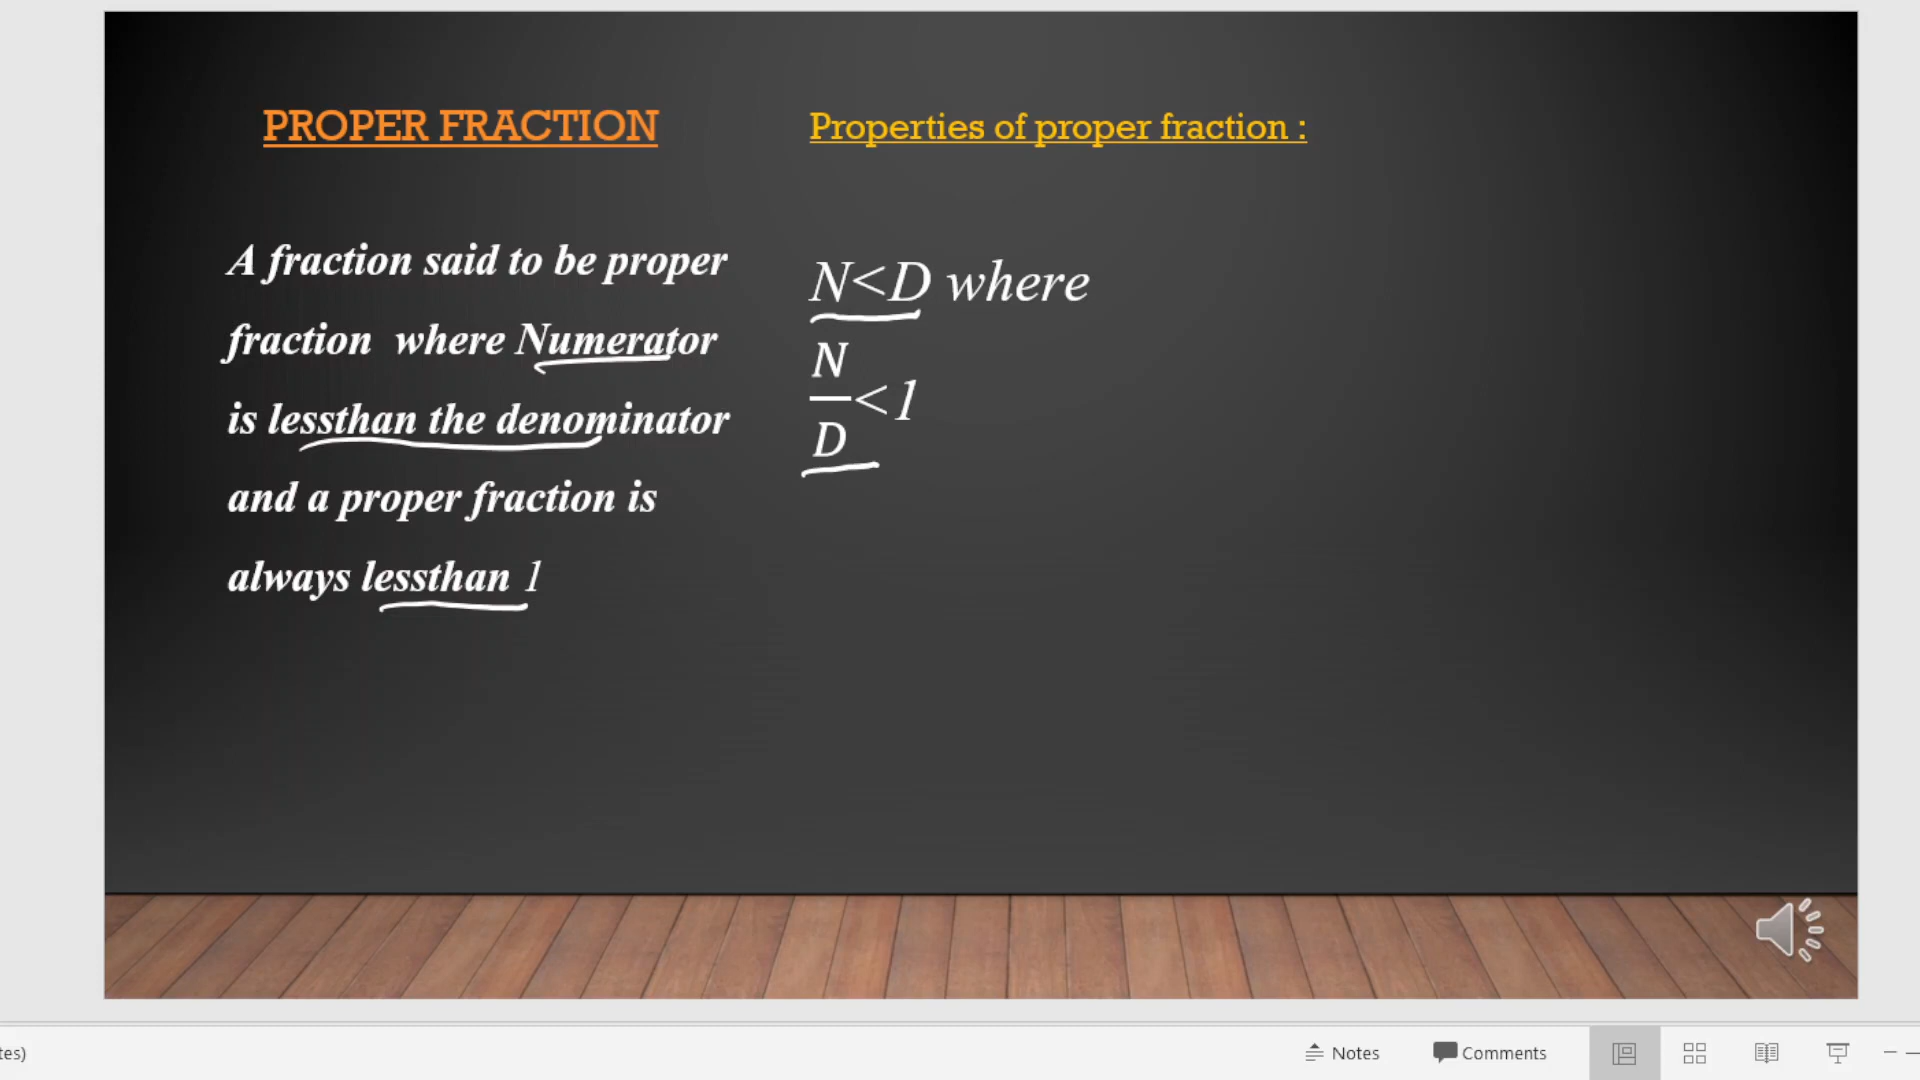 PROPER FRACTION
A fraction said to be proper
fraction where Numerator
is lessthan the denominator
and a proper fraction is
always lessthan 1
Properties of proper fraction :
N<D where
N
D
<1
tes)
Notes
Comments